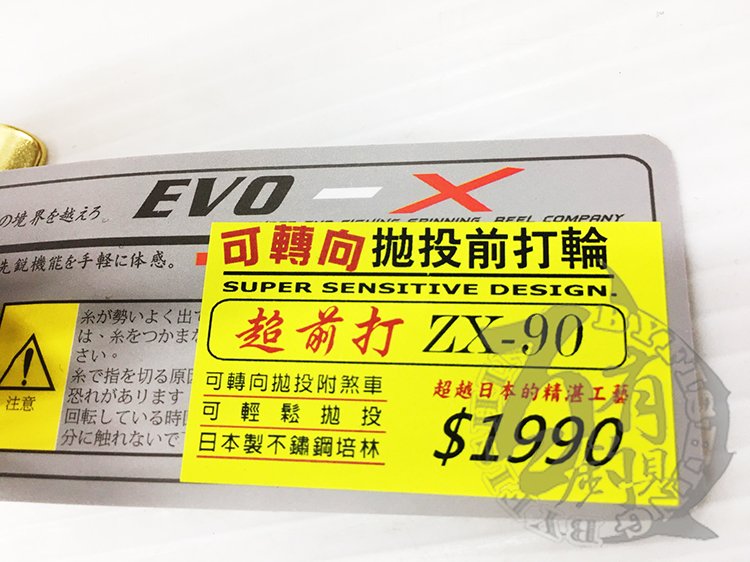 の境界を越えろ
EVO-X
FISHING SPINNING REEL COMPANY
先鋭機能を手軽に体感。
可轉向拋投前打輪
SUPER SENSITIVE DESIGN.
超前打 ZX-90
可轉向拋投附煞車
可輕鬆拋投
日本製不鏽鋼培林
超越日本的精湛工藝
$1990
注意
糸が勢いよく出
は、糸をつかま
さい。
糸で指を切る原因
恐れがあります
回転している時
分に触れないで